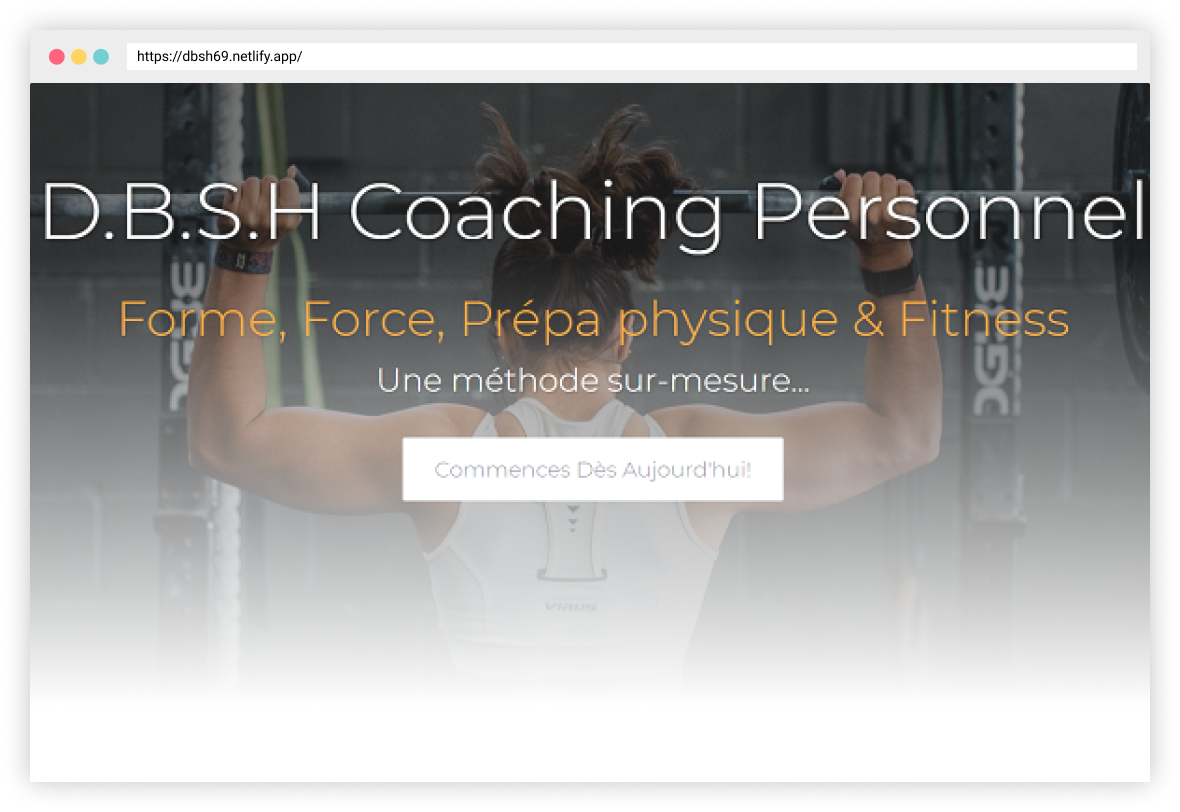 https://dbsh69.netlify.app/
D.B.S.H Coaching Personnel
Forme, Force, Prépa physique & Fitness
Une méthode sur-mesure...
Commences Dès Aujourd'hui!
VIRUS